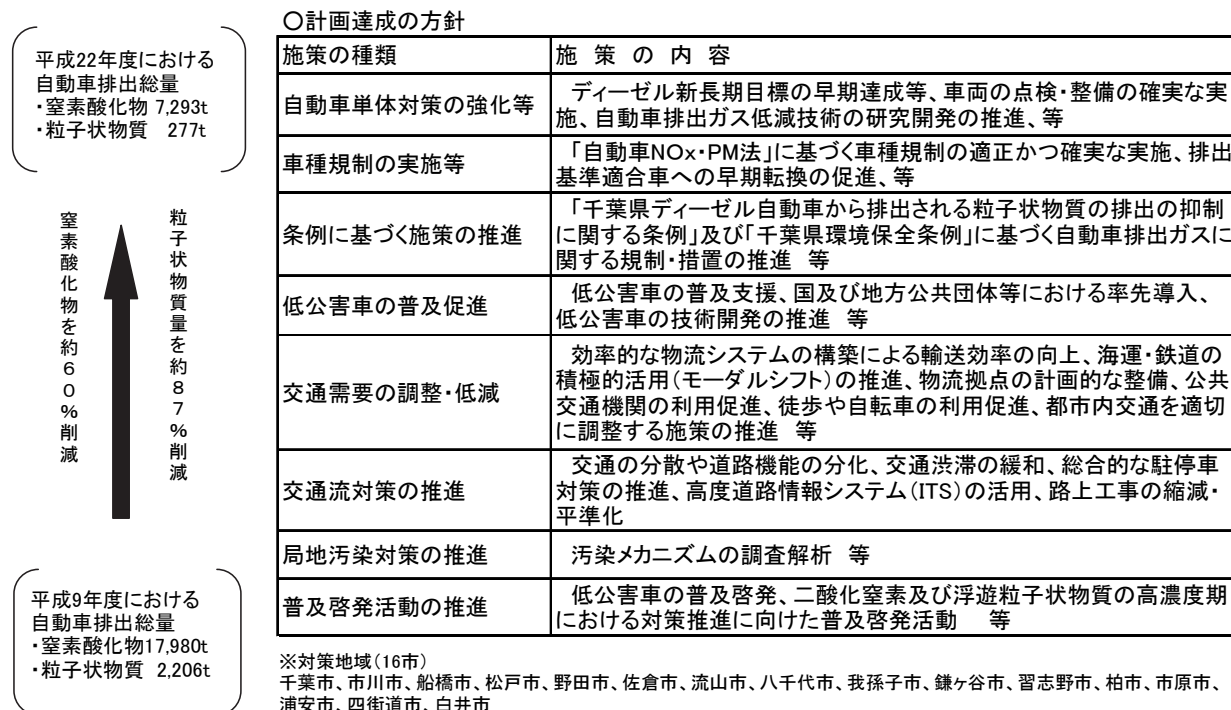 〇計画達成の方針
平成22年度における
自動車排出総量
・窒素酸化物 7,293t
・粒子状物質 277t
窒素酸化物を約60%削減
粒子状物質量を約87%削減
平成9年度における
自動車排出総量
・窒素酸化物17,980t
・粒子状物質 2,206t
施策の種類
施 策 の 内 容
自動車単体対策の強化等
ディーゼル新長期目標の早期達成等、車両の点検・整備の確実な実
施、自動車排出ガス低減技術の研究開発の推進、等
車種規制の実施等
「自動車NOx・PM法」に基づく車種規制の適正かつ確実な実施、排出
基準適合車への早期転換の促進、等
条例に基づく施策の推進
「千葉県ディーゼル自動車から排出される粒子状物質の排出の抑制
に関する条例」及び「千葉県環境保全条例」に基づく自動車排出ガスに
関する規制・措置の推進 等
低公害車の普及促進
低公害車の普及支援、国及び地方公共団体等における率先導入、
低公害車の技術開発の推進 等
交通需要の調整・低減
効率的な物流システムの構築による輸送効率の向上、海運・鉄道の
積極的活用(モーダルシフト)の推進、物流拠点の計画的な整備、公共
交通機関の利用促進、徒歩や自転車の利用促進、都市内交通を適切
に調整する施策の推進 等
交通流対策の推進
交通の分散や道路機能の分化、交通渋滞の緩和、総合的な駐停車
対策の推進、高度道路情報システム(ITS)の活用、路上工事の縮減・
平準化
局地汚染対策の推進
汚染メカニズムの調査解析 等
普及啓発活動の推進
低公害車の普及啓発、二酸化窒素及び浮遊粒子状物質の高濃度期
における対策推進に向けた普及啓発活動 等
※対策地域(16市)
千葉市、市川市、船橋市、松戸市、野田市、佐倉市、流山市、八千代市、我孫子市、鎌ヶ谷市、習志野市、柏市、市原市、
浦安市、四街道市、白井市